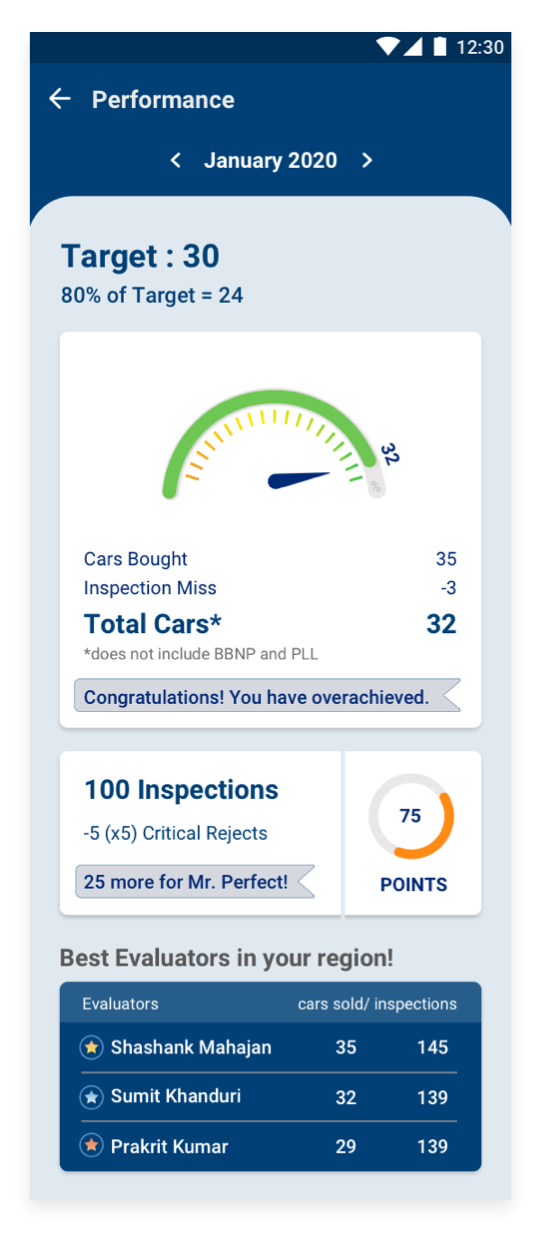 12:30
Performance
January 2020
Target : 30
80% of Target = 24
32
%
Cars Bought 35
Inspection Miss -3
Total Cars* 32
*does not include BBNP and PLL
Congratulations! You have overachieved.
100 Inspections
-5 (x5) Critical Rejects
25 more for Mr. Perfect!
75
POINTS
Best Evaluators in your region!
Evaluators cars sold/ inspections
Shashank Mahajan 35 145
Sumit Khanduri 32 139
Prakrit Kumar 29 139